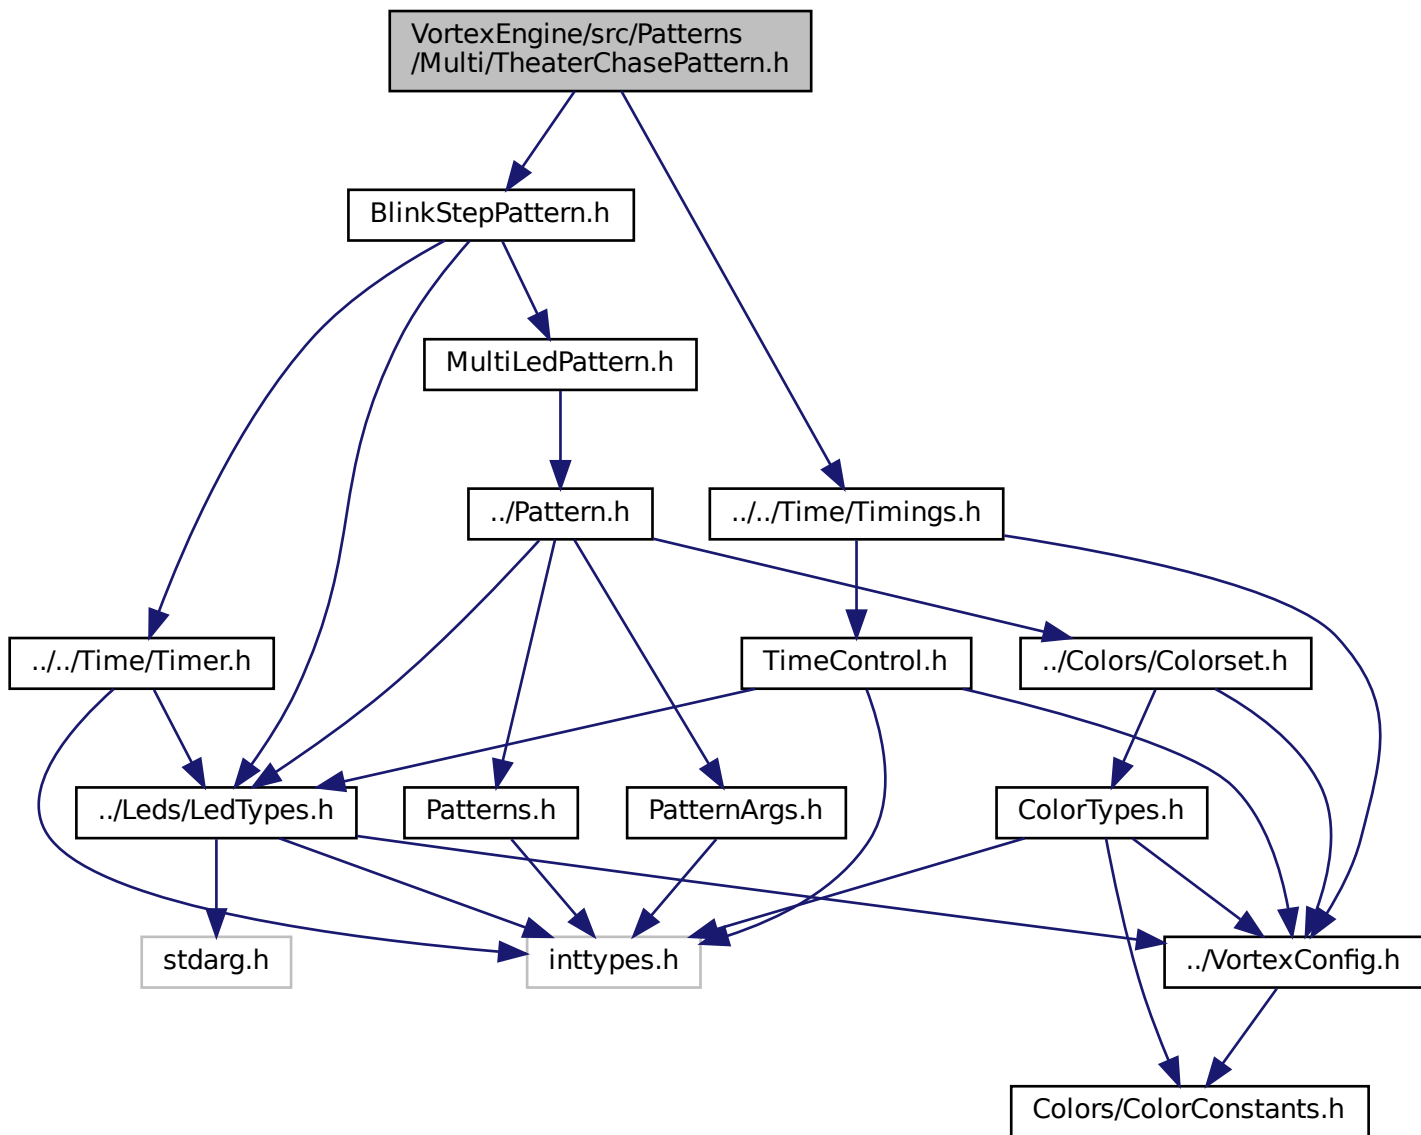 VortexEngine/src/Patterns
/Multi/TheaterChasePattern.h
BlinkStepPattern.h
MultiLedPattern.h
../Pattern.h
../../Time/Timings.h
../../Time/Timer.h
TimeControl.h
../Colors/Colorset.h
../Leds/LedTypes.h
Patterns.h
PatternArgs.h
ColorTypes.h
stdarg.h
inttypes.h
../VortexConfig.h
Colors/ColorConstants.h